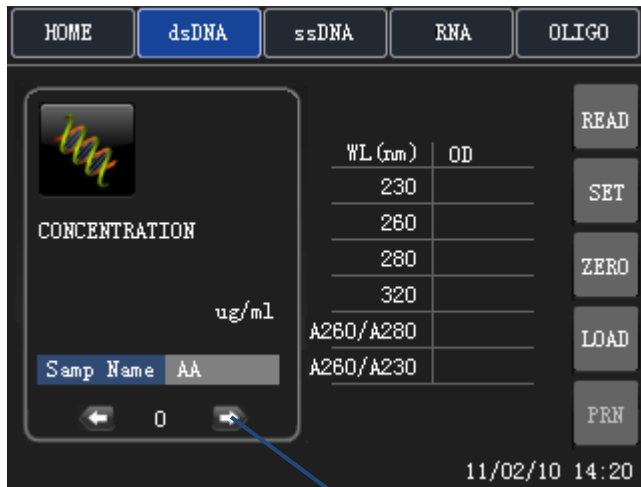 HOME dsDNA ssDNA RNA OLIGO
READ
WL(nm) OD
230
SET
260
CONCENTRATION
280
ZERO
320
ug/ml
A260/A280
LOAD
Samp Name AA
A260/A230
0
PRN
11/02/10 14:20